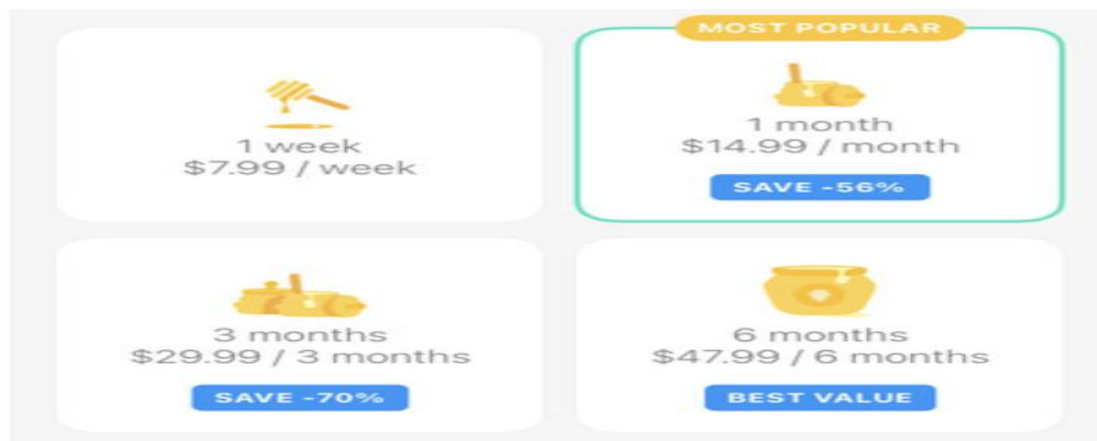 1 week
$7.99 / week
MOST POPULAR
1 month
$14.99 / month
SAVE -56%
3 months
$29.99 / 3 months
SAVE -70%
6 months
$47.99 / 6 months
BEST VALUE